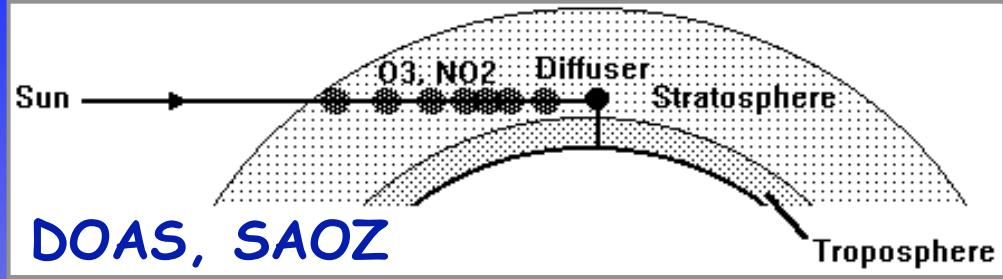 O3, NO2
Diffuser
Sun
Stratosphere
DOAS, SAOZ
Troposphere